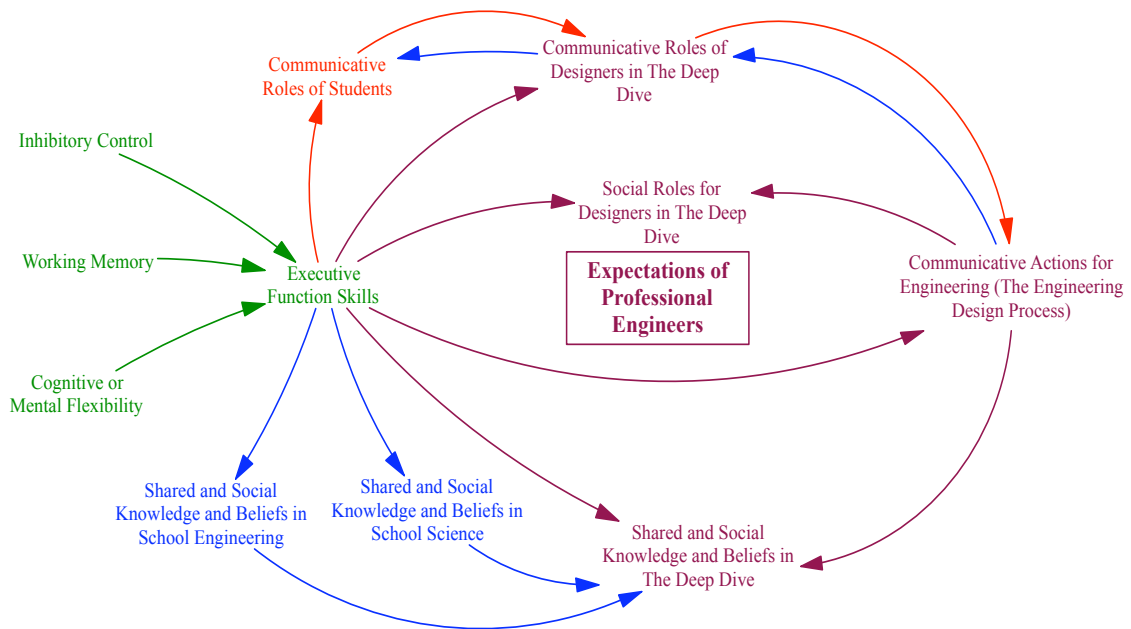 Communicative
Roles of Students
Communicative Roles of
Designers in The Deep
Dive
Inhibitory Control
Social Roles for
Designers in The Deep
Dive
Working Memory
Executive
Function Skills
Expectations of
Professional
Engineers
Communicative Actions for
Engineering (The Engineering
Design Process)
Cognitive or
Mental Flexibility
Shared and Social
Knowledge and Beliefs in
School Engineering
Shared and Social
Knowledge and Beliefs in
School Science
Shared and Social
Knowledge and Beliefs in
The Deep Dive